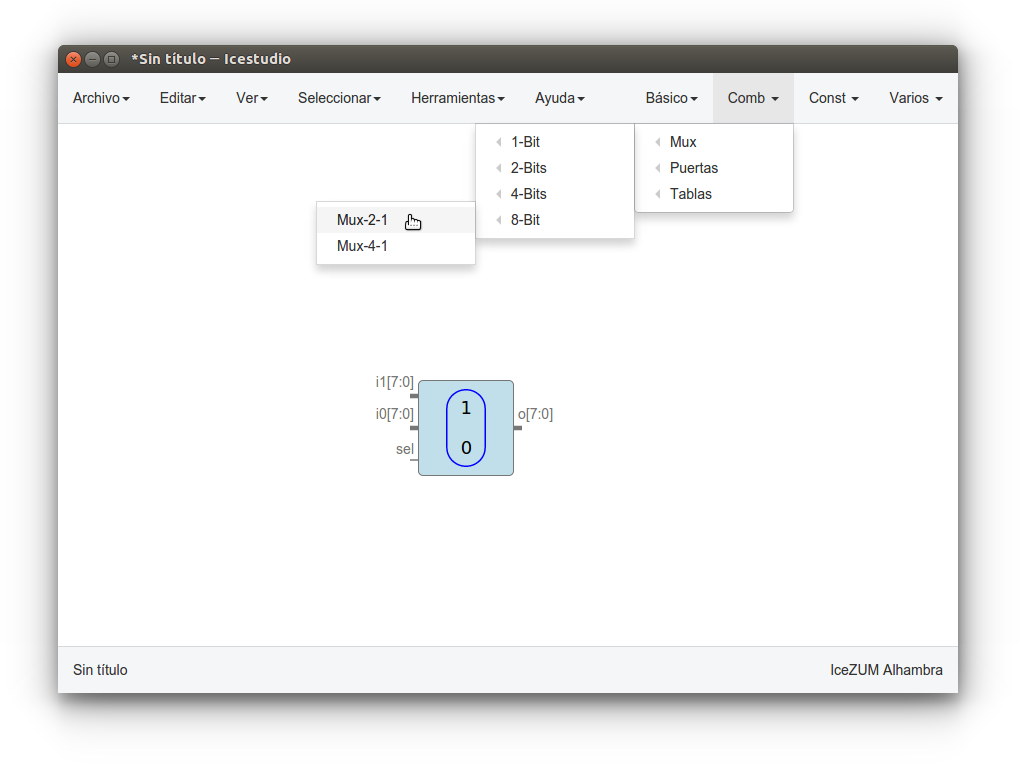 *Sin título — Icestudio
Archivo Editar Ver Seleccionar Herramientas Ayuda Básico Comb Const Varios
1-Bit
2-Bits
4-Bits
8-Bit
Mux
Puertas
Tablas
Mux-2-1
Mux-4-1
i1[7:0]
i0[7:0]
sel
1
0
o[7:0]
Sin título
IceZUM Alhambra